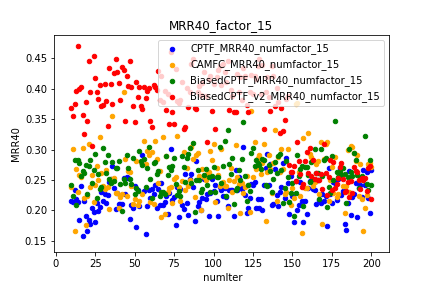 MRR40_factor_15
CPTF_MRR40_numfactor_15
CAMFC_MRR40_numfactor_15
BiasedCPTF_MRR40_numfactor_15
BiasedCPTF_v2_MRR40_numfactor_15
MRR40
0.45
0.40
0.35
0.30
0.25
0.20
0.15
0 25 50 75 100 125 150 175 200
numIter